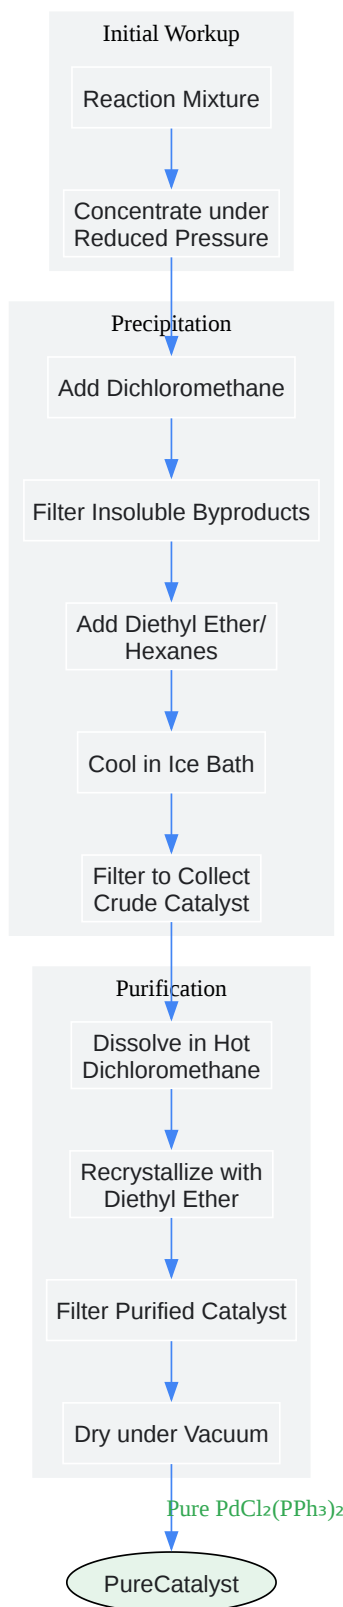 Initial Workup
Reaction Mixture
Concentrate under
Reduced Pressure
Precipitation
Add Dichloromethane
Filter Insoluble Byproducts
Add Diethyl Ether/
Hexanes
Cool in Ice Bath
Filter to Collect
Crude Catalyst
Purification
Dissolve in Hot
Dichloromethane
Recrystallize with
Diethyl Ether
Filter Purified Catalyst
Dry under Vacuum
Pure PdCl₂(PPh₃)₂
PureCatalyst